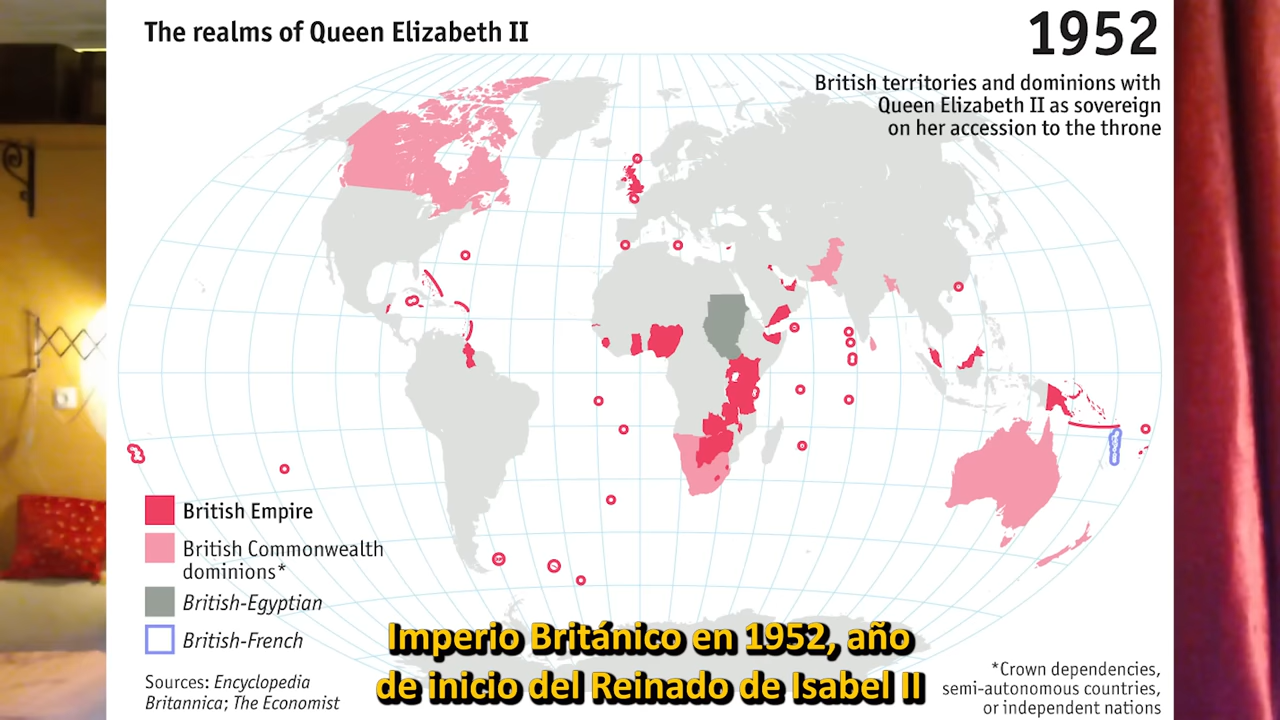 The realms of Queen Elizabeth II
1952
British territories and dominions with
Queen Elizabeth II as sovereign
on her accession to the throne
British Empire
British Commonwealth
dominions*
British-Egyptian
British-French
Sources: Encyclopedia
Britannica; The Economist
*Crown dependencies,
semi-autonomous countries,
or independent nations
Imperio Británico en 1952, año
de inicio del Reinado de Isabel II